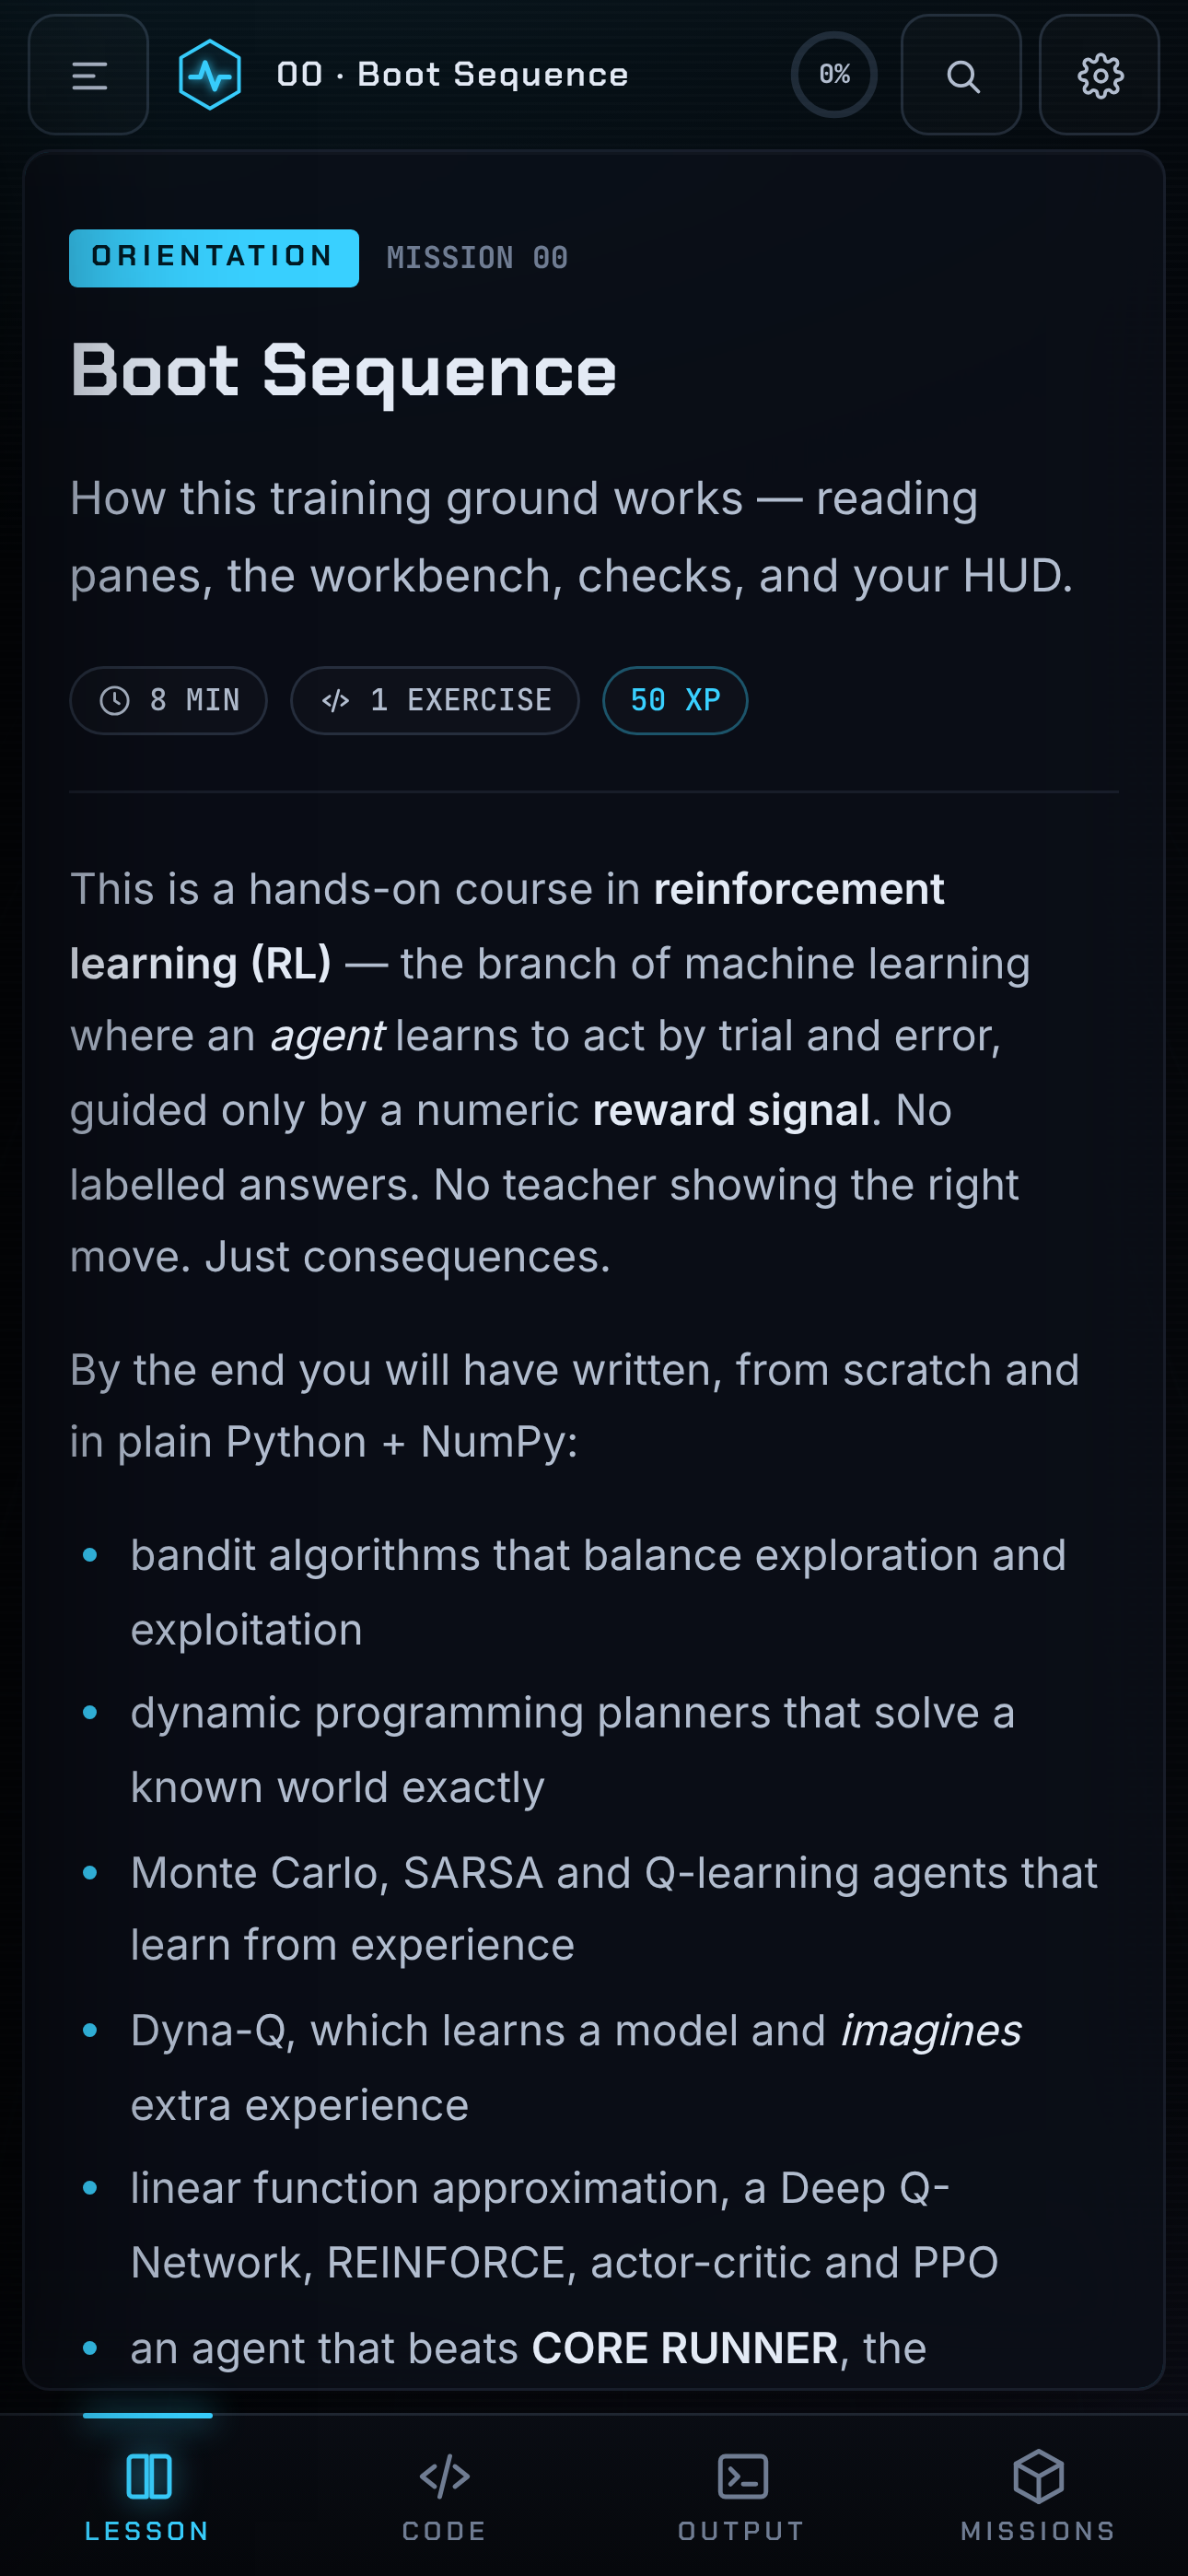 00 · Boot Sequence
0%
ORIENTATION
MISSION 00
Boot Sequence
How this training ground works — reading
panes, the workbench, checks, and your HUD.
8 MIN
1 EXERCISE
50 XP
This is a hands-on course in reinforcement
learning (RL) — the branch of machine learning
where an agent learns to act by trial and error,
guided only by a numeric reward signal. No
labelled answers. No teacher showing the right
move. Just consequences.
By the end you will have written, from scratch and
in plain Python + NumPy:
• bandit algorithms that balance exploration and
exploitation
• dynamic programming planners that solve a
known world exactly
• Monte Carlo, SARSA and Q-learning agents that
learn from experience
• Dyna-Q, which learns a model and imagines
extra experience
• linear function approximation, a Deep Q-
Network, REINFORCE, actor-critic and PPO
• an agent that beats CORE RUNNER, the
LESSON
CODE
OUTPUT
MISSIONS